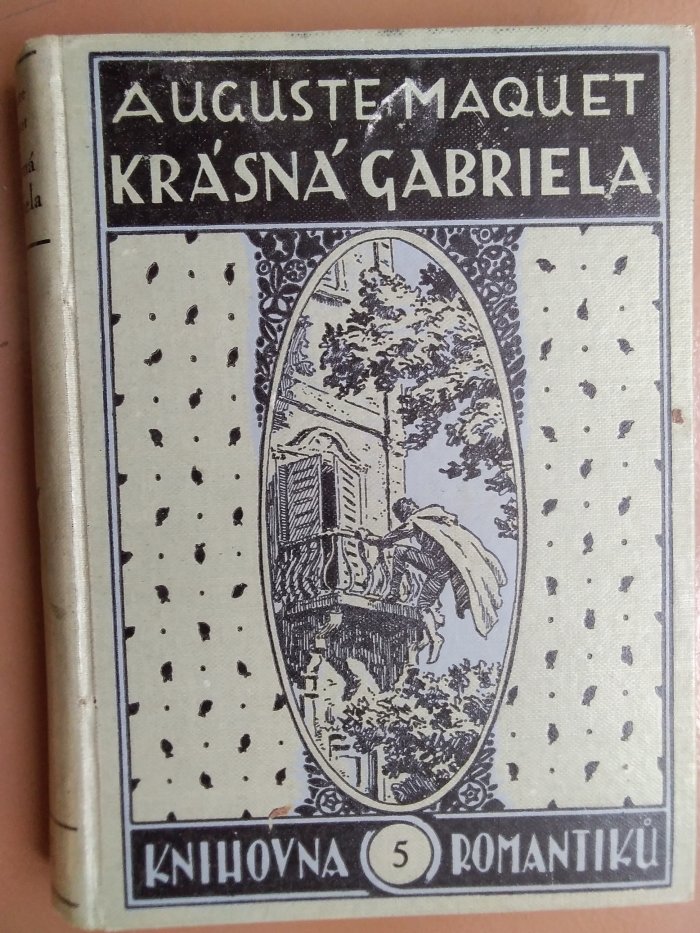 AUGUSTE MAQUET
KRÁSNÁ GABRIELA
KNIHOVNA 5 ROMANTIKŮ